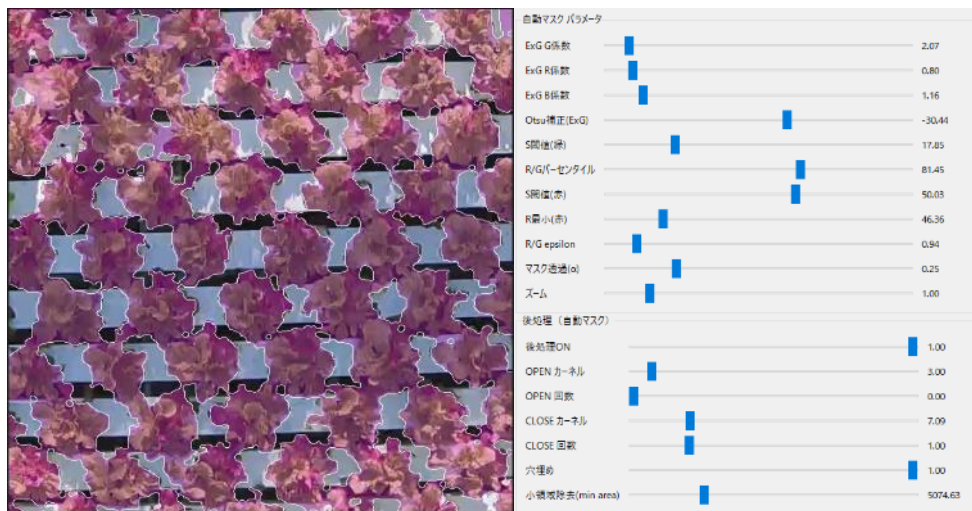 自動マスク パラメータ
ExG G係数 2.07
ExG R係数 0.80
ExG B係数 1.16
Otsu補正(ExG) -30.44
S閾値(緑) 17.85
R/Gパーセンタイル 81.45
S閾値(赤) 50.03
R最小(赤) 46.36
R/G epsilon 0.94
マスク透過(α) 0.25
ズーム 1.00
後処理（自動マスク）
後処理ON 1.00
OPEN カーネル 3.00
OPEN 回数 0.00
CLOSE カーネル 7.09
CLOSE 回数 1.00
穴埋め 1.00
小領域除去(min area) 5074.63